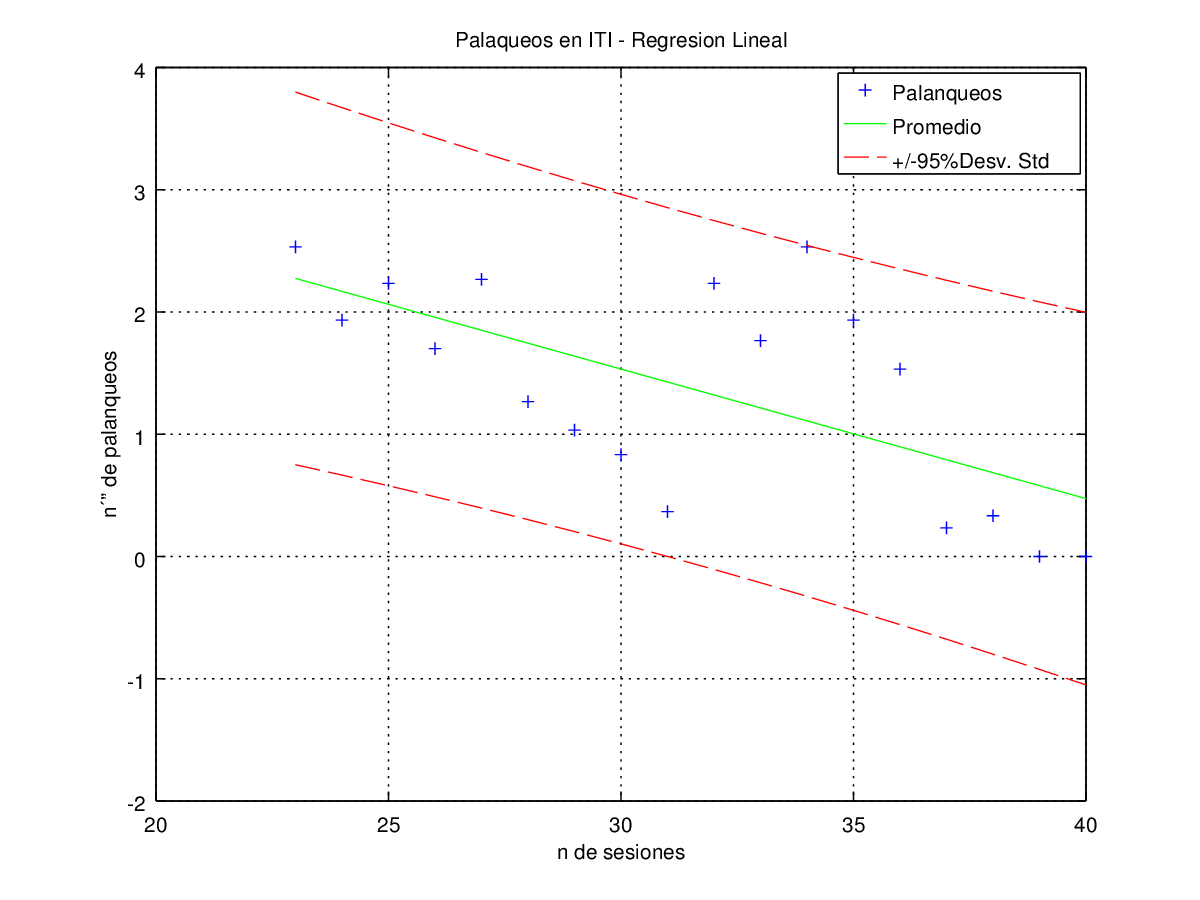 Palaqueos en ITI - Regresion Lineal
4
3
2
1
0
-1
-2
Palanqueos
Promedio
+/-95%Desv. Std
n´" de palanqueos
20
25
30
35
40
n de sesiones